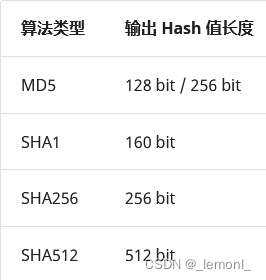 算法类型 输出 Hash 值长度
MD5 128 bit / 256 bit
SHA1 160 bit
SHA256 256 bit
SHA512 512 bit
CSDN @_lemonl_